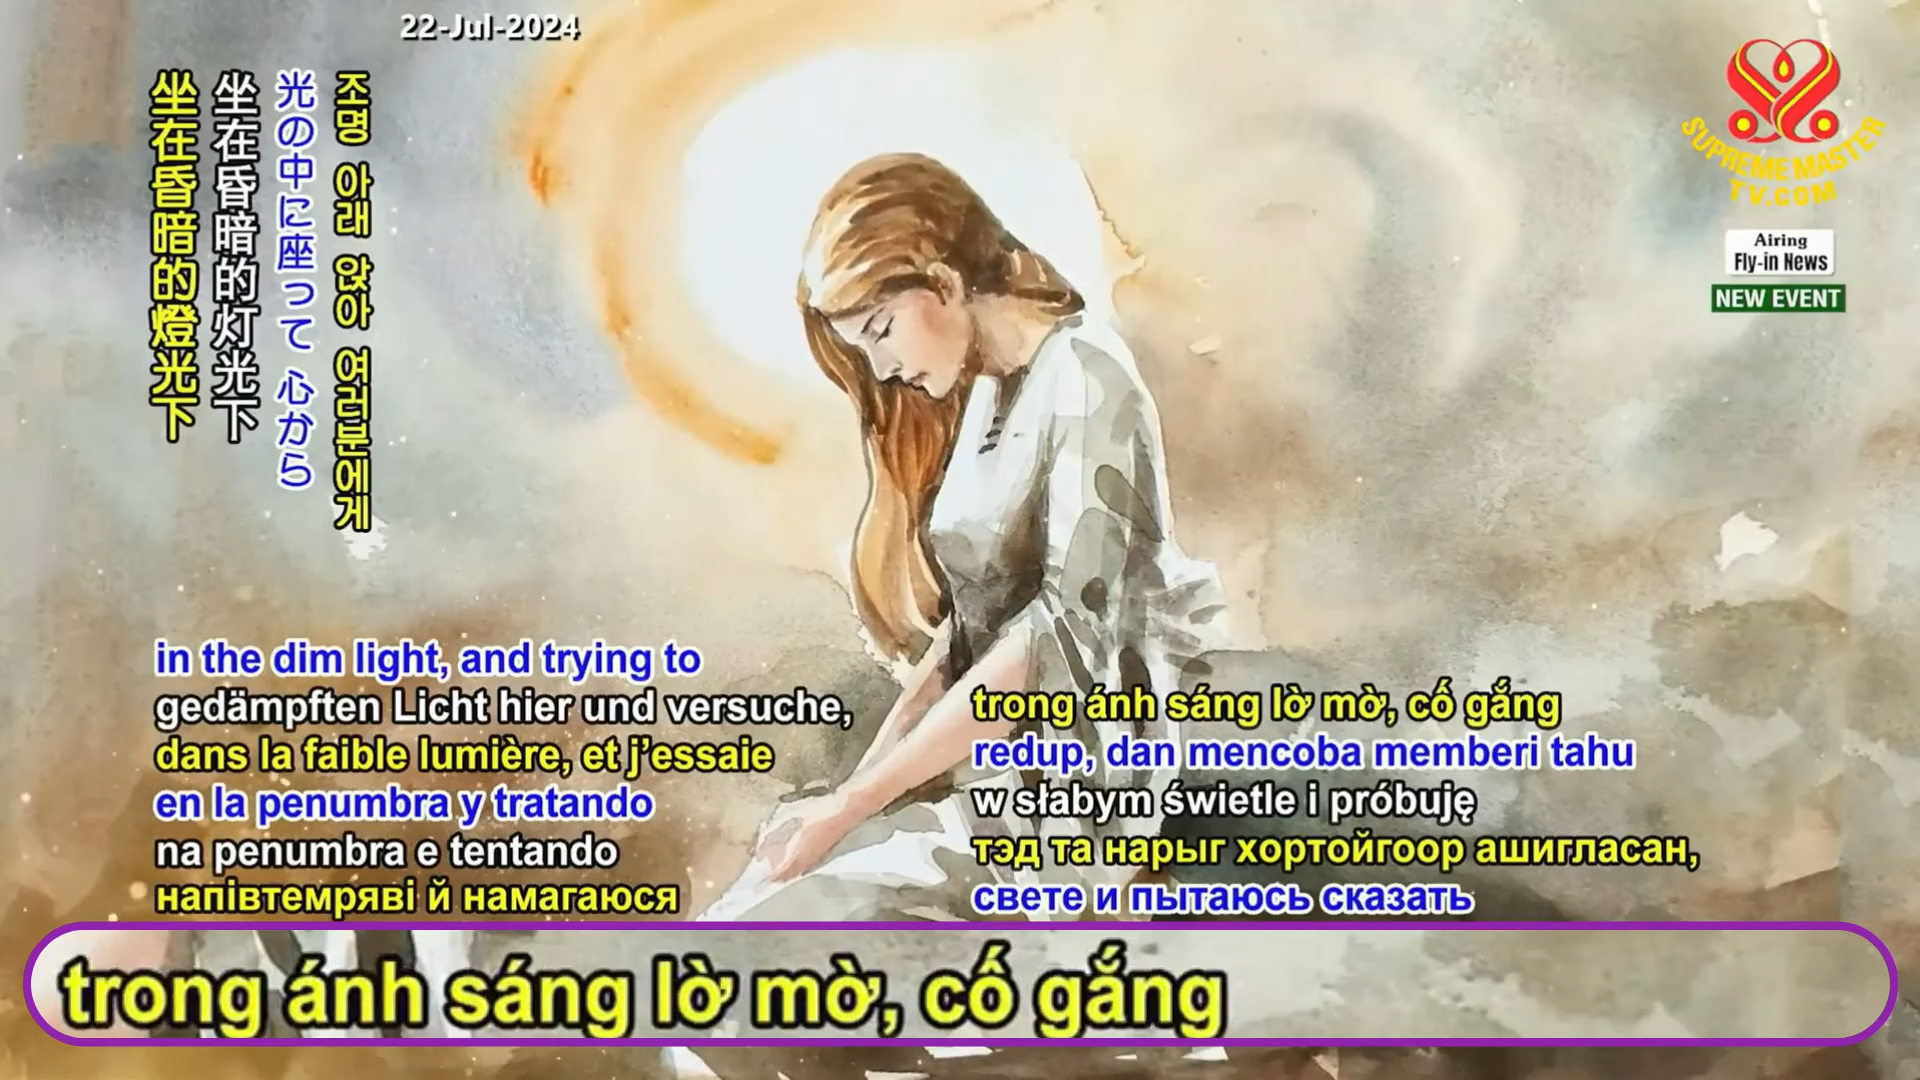 22-Jul-2024
坐在昏暗的燈光下
坐在昏暗的灯光下
光の中に座って 心から
조명 아래 앉아 여러분에게
SUPREME MASTER
TV.COM
Airing
Fly-in News
NEW EVENT
in the dim light, and trying to
gedämpften Licht hier und versuche,
dans la faible lumière, et j'essaie
en la penumbra y tratando
na penumbra e tentando
напівтемряві й намагаюся
trong ánh sáng lờ mờ, cố gắng
redup, dan mencoba memberi tahu
w słabym świetle i próbuję
тэд та нарыг хортойгоор ашигласан,
свете и пытаюсь сказать
trong ánh sáng lờ mờ, cố gắng